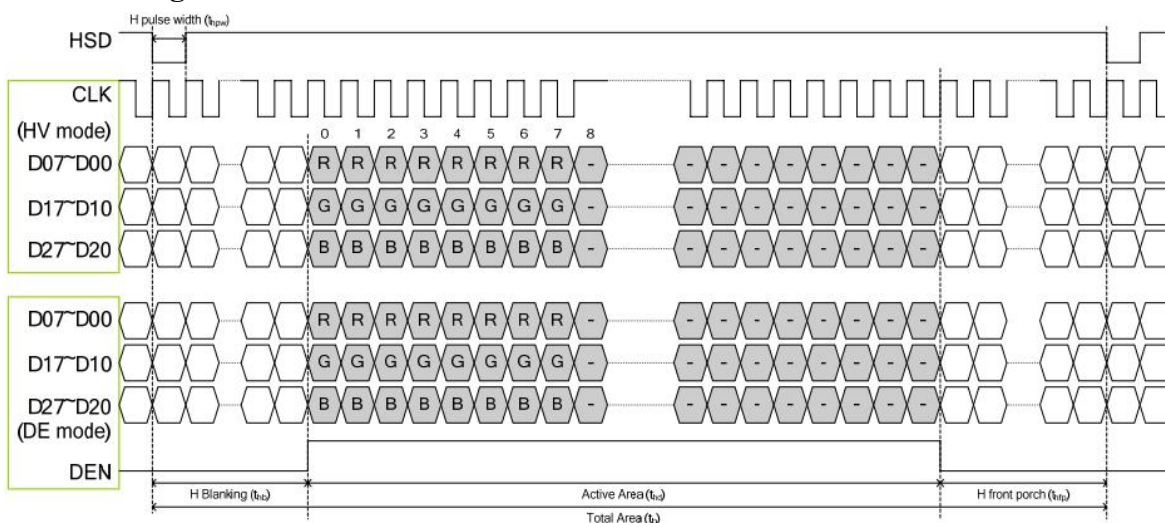 H pulse width (thpw)
HSD
CLK
(HV mode) 0 1 2 3 4 5 6 7 8
D07~D00 R R R R R R R R - - - - - - - - -
D17~D10 G G G G G G G G - - - - - - - - -
D27~D20 B B B B B B B B - - - - - - - - -
D07~D00 R R R R R R R R - - - - - - - - -
D17~D10 G G G G G G G G - - - - - - - - -
D27~D20 B B B B B B B B - - - - - - - - -
(DE mode)
DEN
H Blanking (thb) Active Area (thd) H front porch (thfp)
Total Area (th)